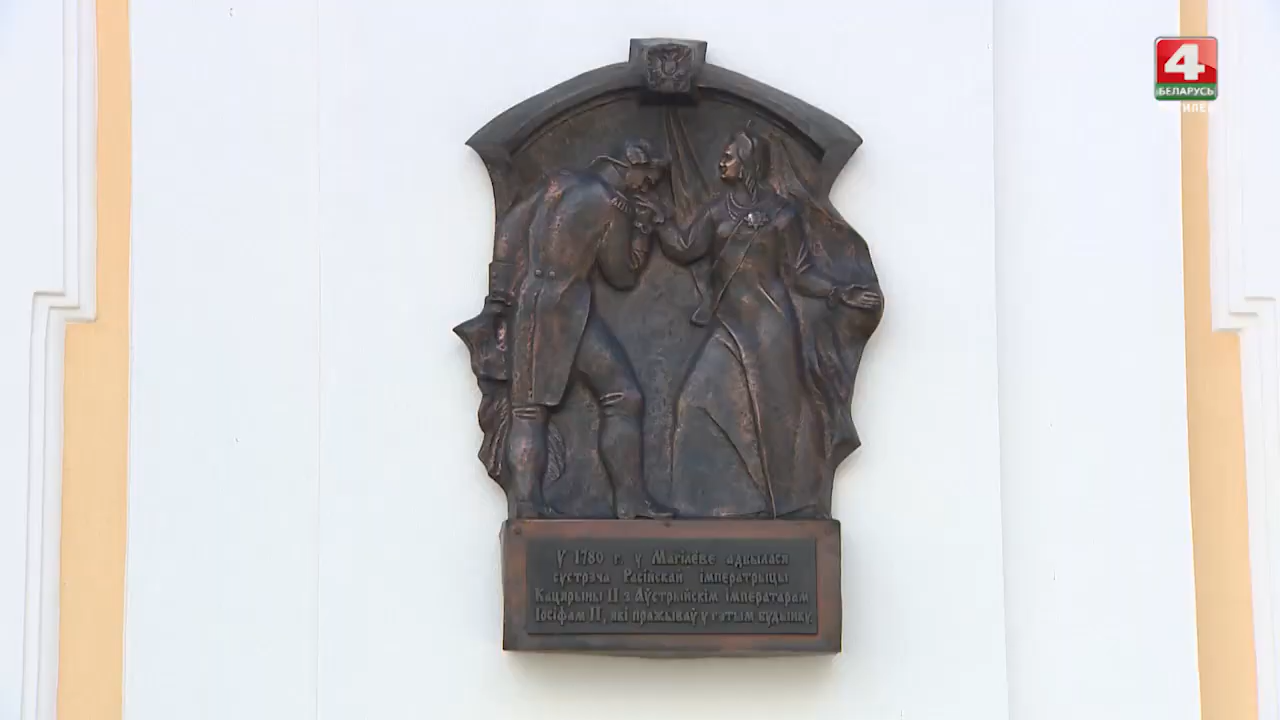 4
БЕЛАРУСЬ
У 1780 г. у Магілёве адбылася
сустрэча Расійскай імператрыцы
Кацярыны II з Аўстрыйскім імператарам
Іосіфам II, які пражываў у гэтым будынку.